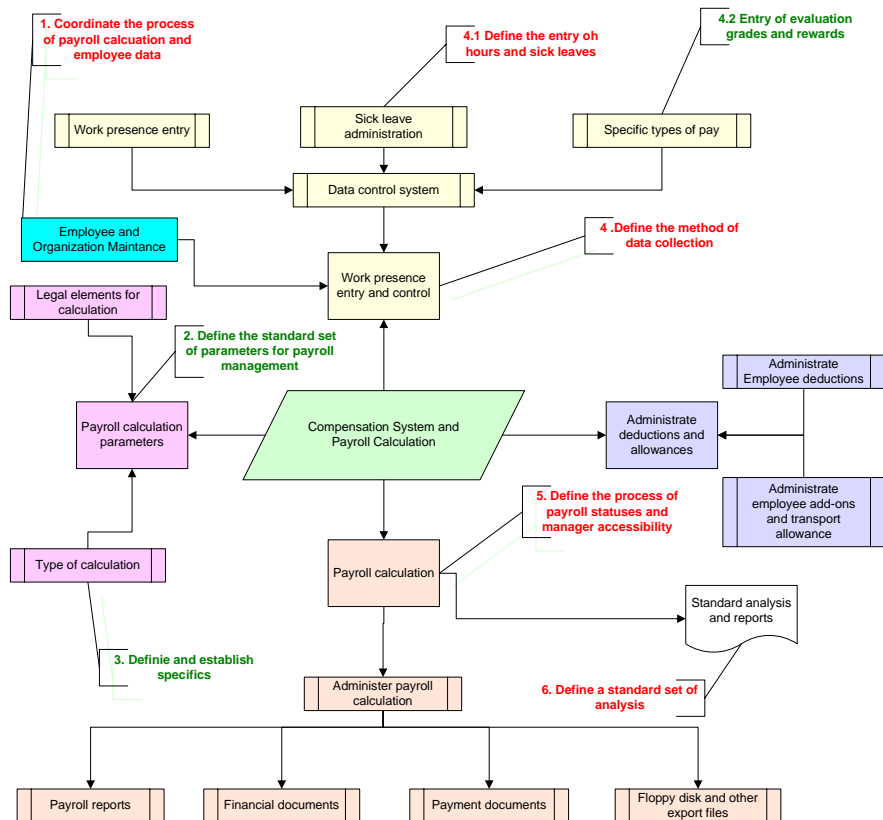 1. Coordinate the process
of payroll calcuation and
employee data
4.1 Define the entry oh
hours and sick leaves
4.2 Entry of evaluation
grades and rewards
Work presence entry
Sick leave
administration
Specific types of pay
Data control system
Employee and
Organization Maintance
4 .Define the method of
data collection
Work presence
entry and control
Legal elements for
calculation
2. Define the standard set
of parameters for payroll
management
Administrate
Employee deductions
Payroll calculation
parameters
Compensation System and
Payroll Calculation
Administrate
deductions and
allowances
Administrate
employee add-ons
and transport
allowance
5. Define the process of
payroll statuses and
manager accessibility
Type of calculation
Payroll calculation
Standard analysis
and reports
3. Definie and establish
specifics
Administer payroll
calculation
6. Define a standard set of
analysis
Payroll reports
Financial documents
Payment documents
Floppy disk and other
export files